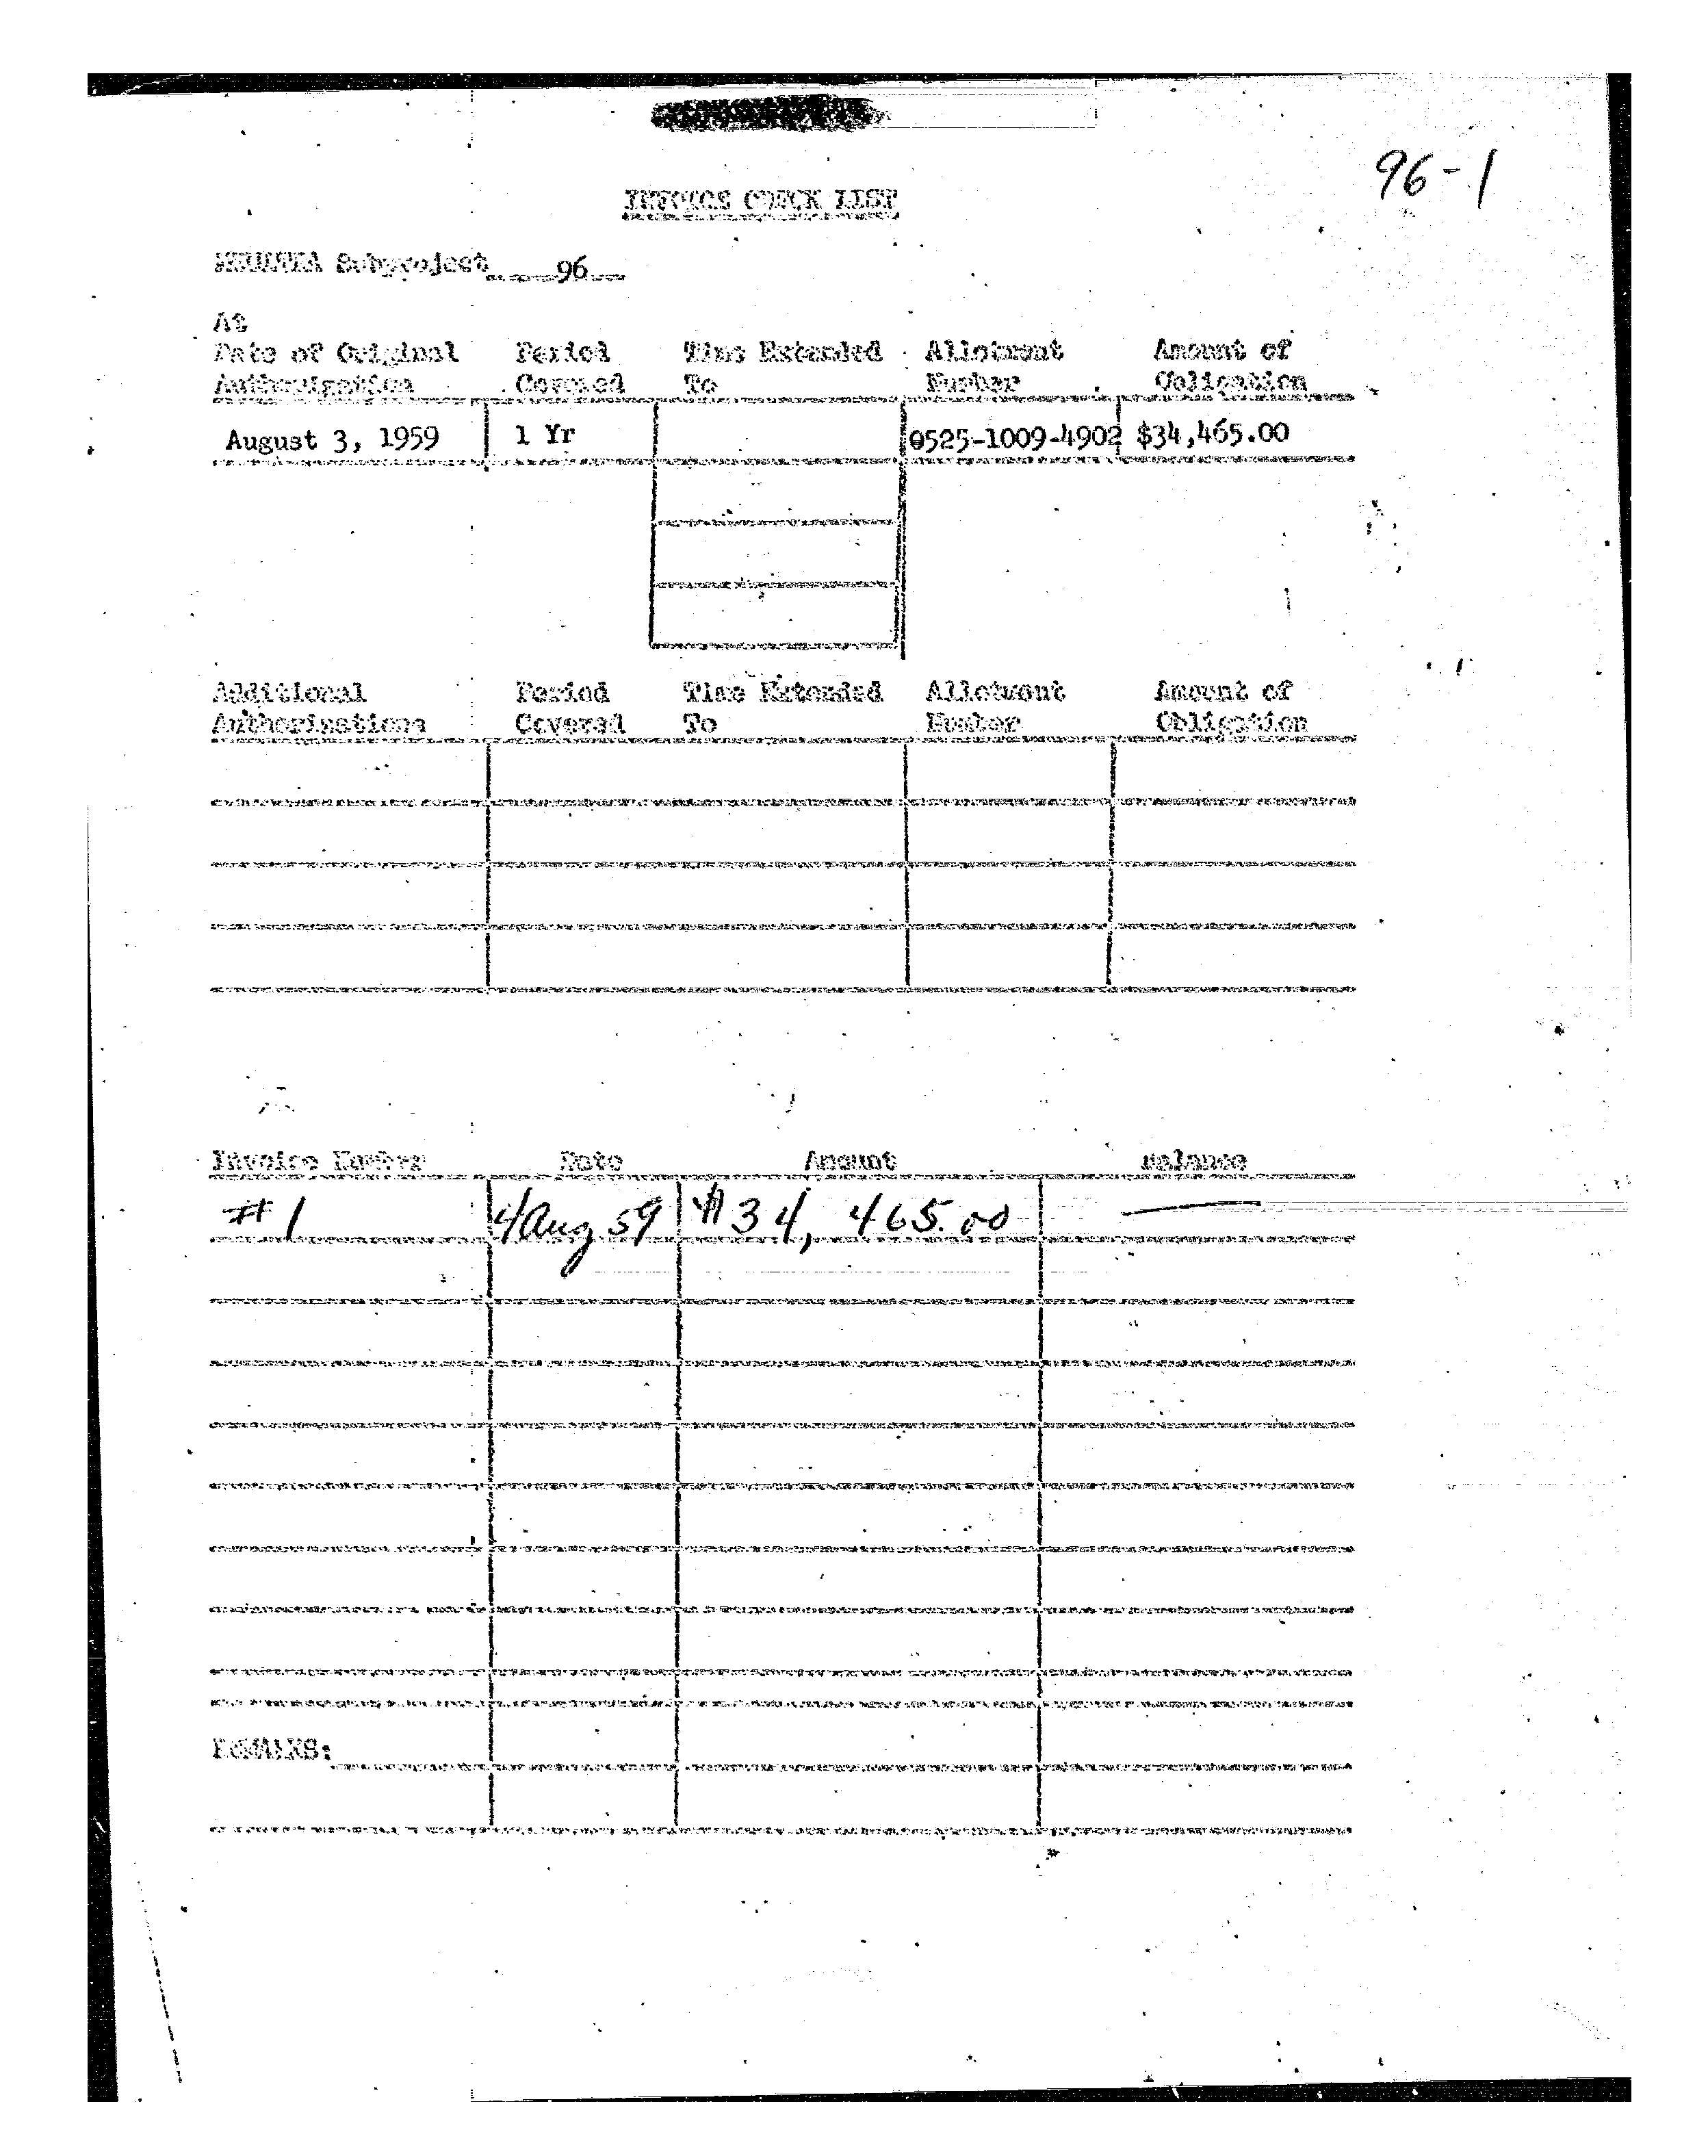 96-1
INVOICE CHECK LIST
MKULTRA Subproject 96
At
Date of Original Period Time Extended Allotment Amount of
Authorization Covered To Number Obligation
August 3, 1959 1 Yr 0525-1009-4902 $34,465.00
Additional Period Time Extended Allotment Amount of
Authorizations Covered To Number Obligation
Invoice Number Date Amount Balance
#1 4 Aug 59 $34,465.00 —
REMARKS: